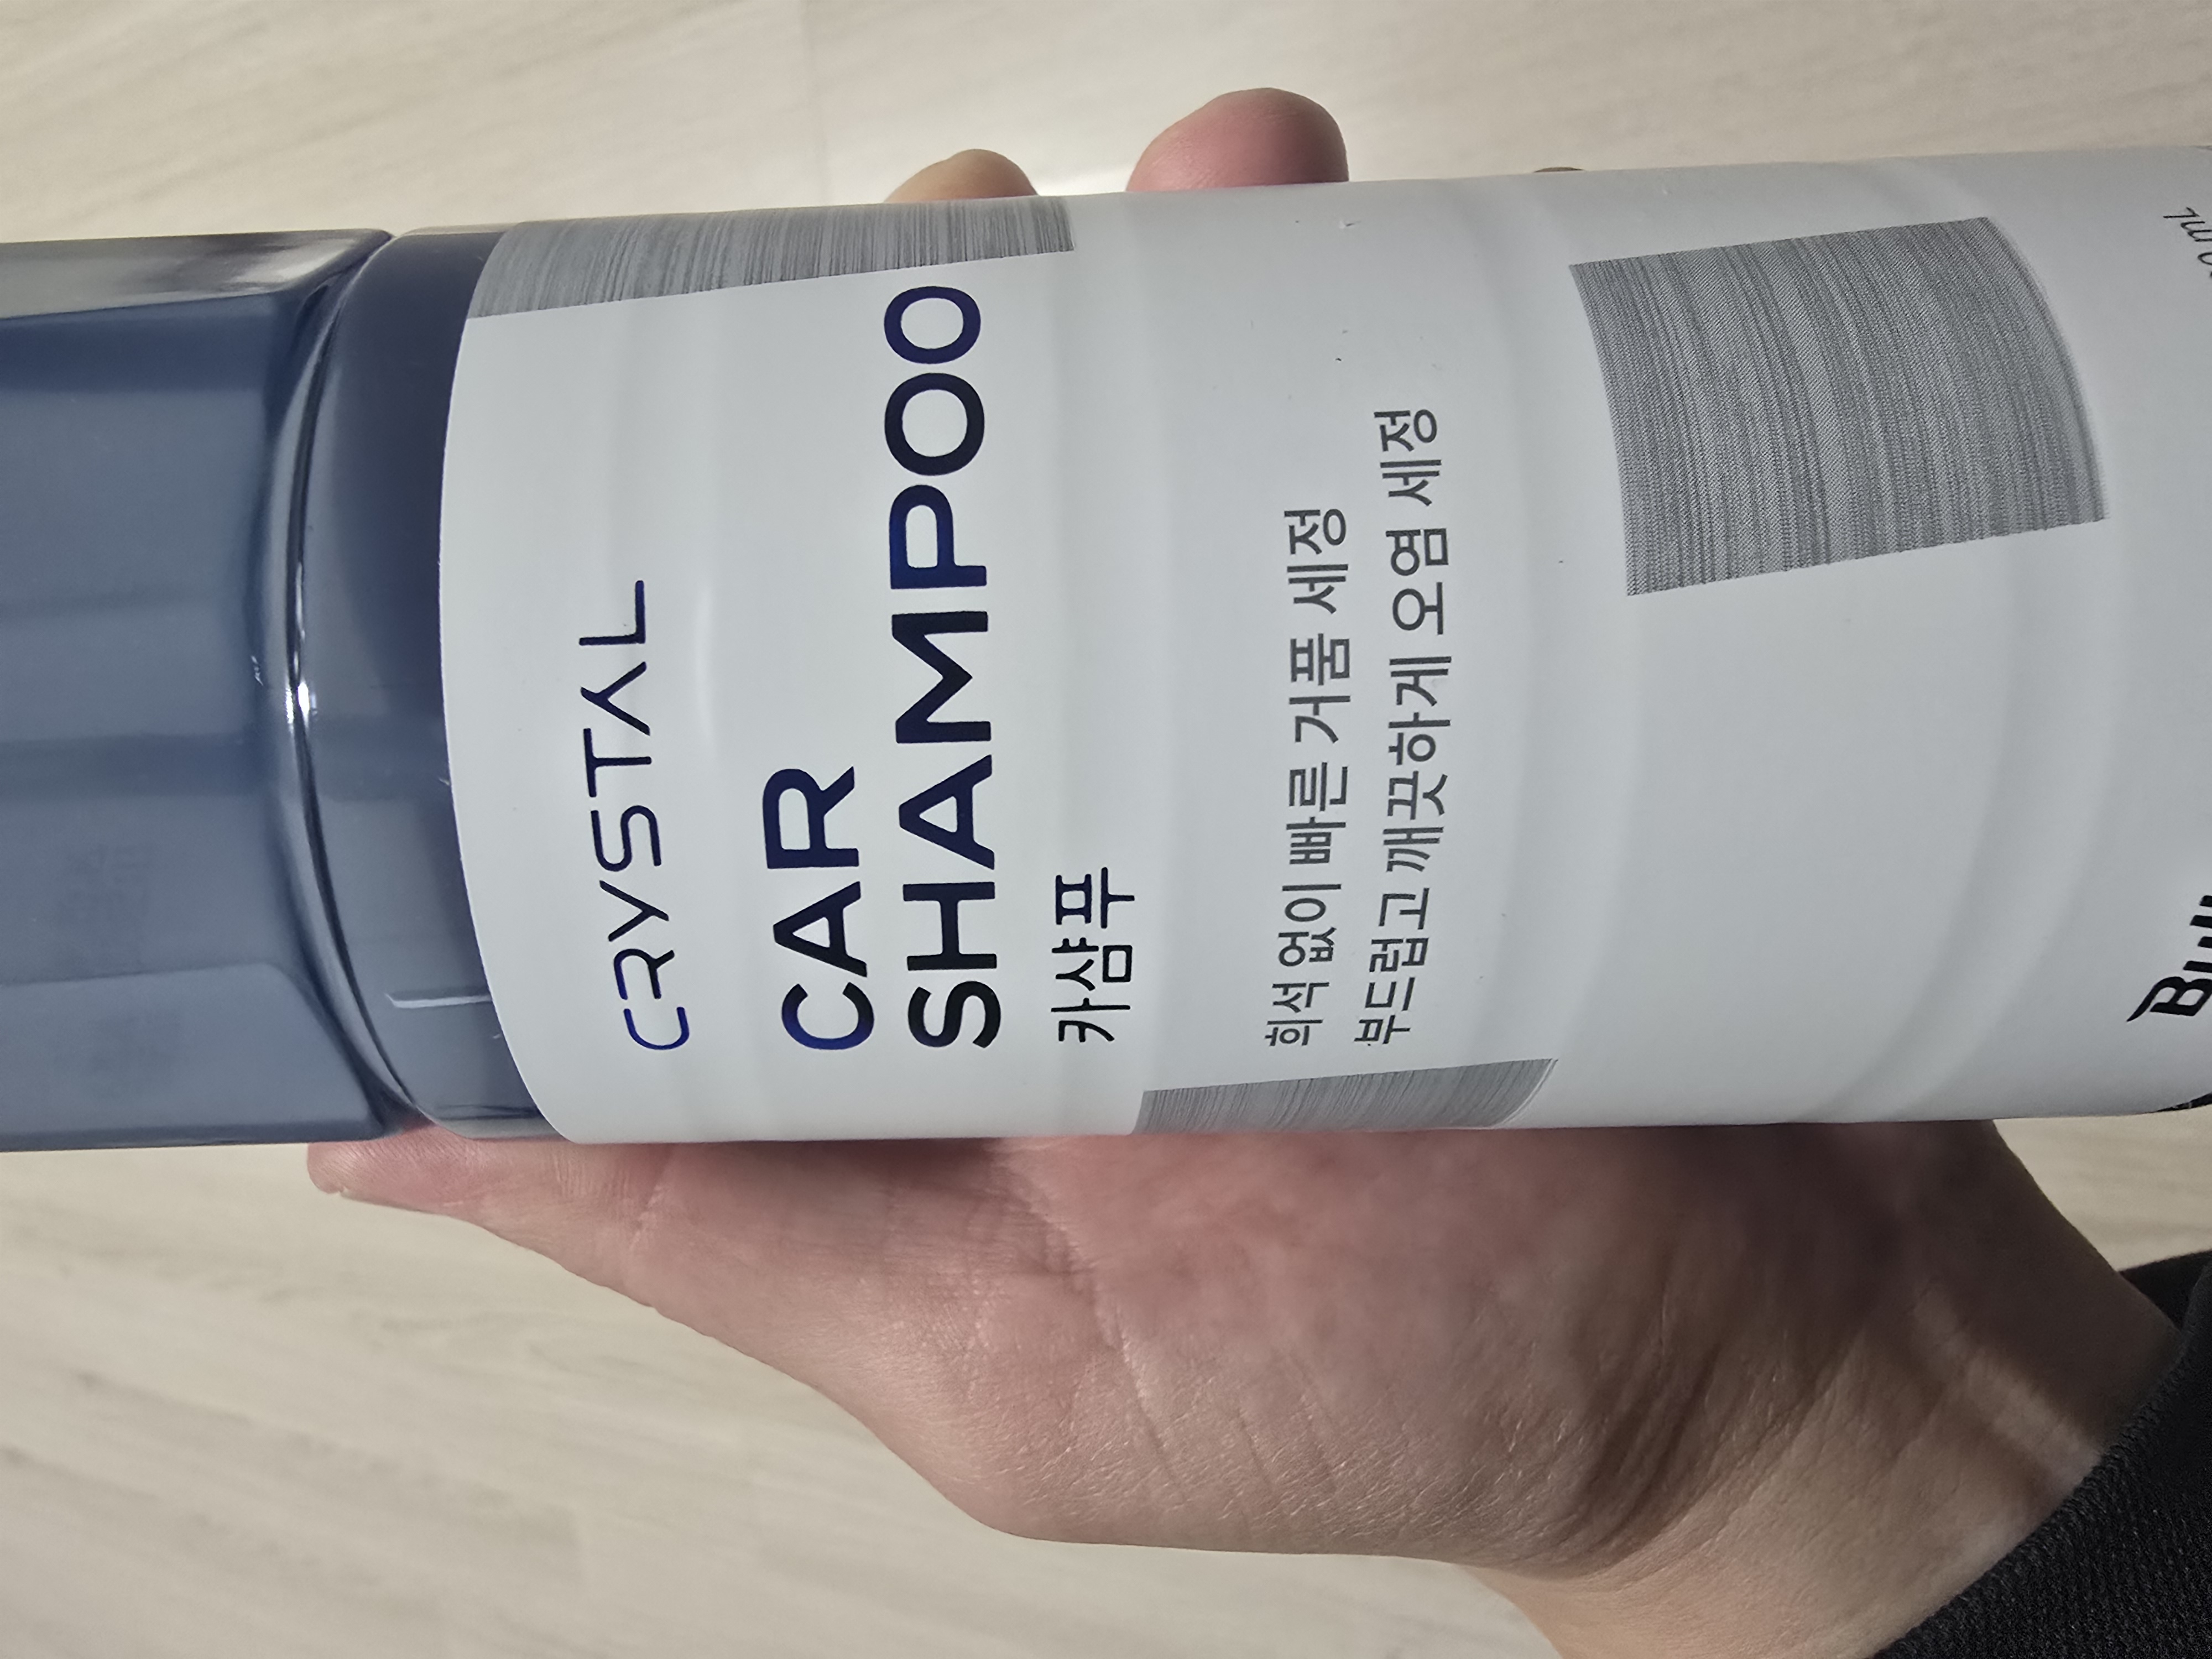 CRYSTAL
CAR
SHAMPOO
카샴푸
희석 없이 빠른 거품 세정
부드럽고 깨끗하게 오염 세정
mL